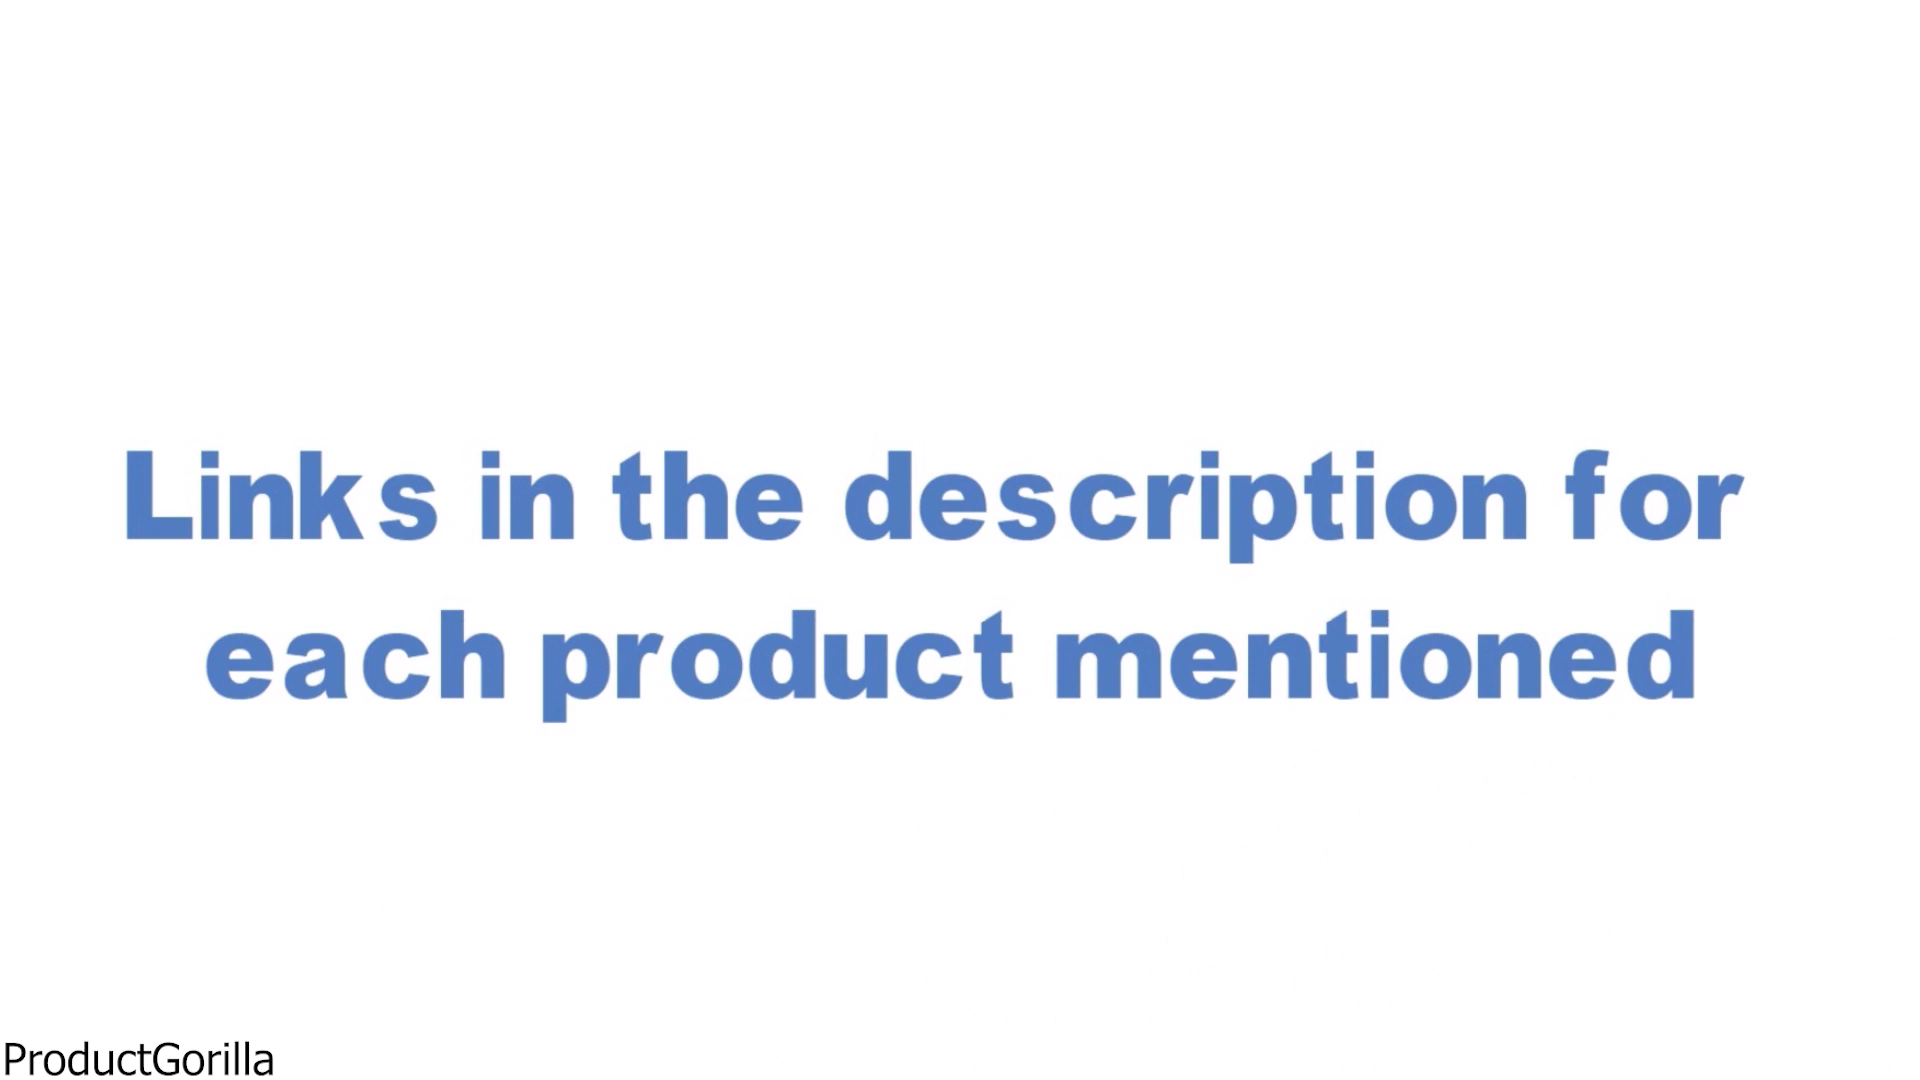 Links in the description for
each product mentioned
ProductGorilla